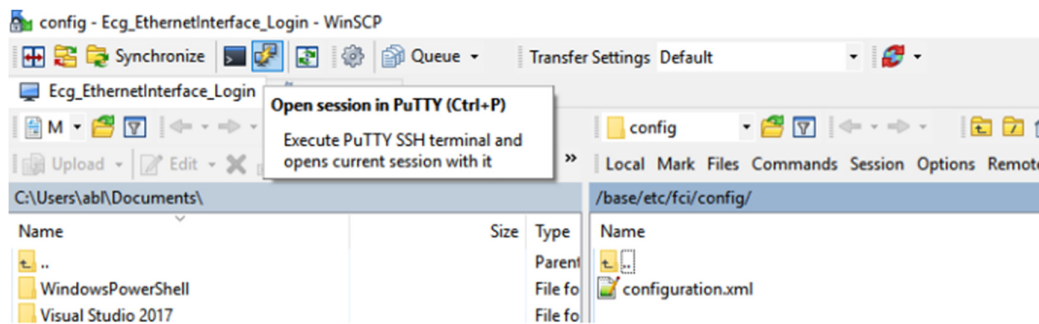 config - Ecg_EthernetInterface_Login - WinSCP
Synchronize Queue Transfer Settings Default
Ecg_EthernetInterface_Login
Open session in PuTTY (Ctrl+P)
Execute PuTTY SSH terminal and
opens current session with it
M config
Upload Edit » Local Mark Files Commands Session Options Remot
C:\Users\abl\Documents\ /base/etc/fci/config/
Name Size Type Name
.. Parent ..
WindowsPowerShell File fo configuration.xml
Visual Studio 2017 File fo